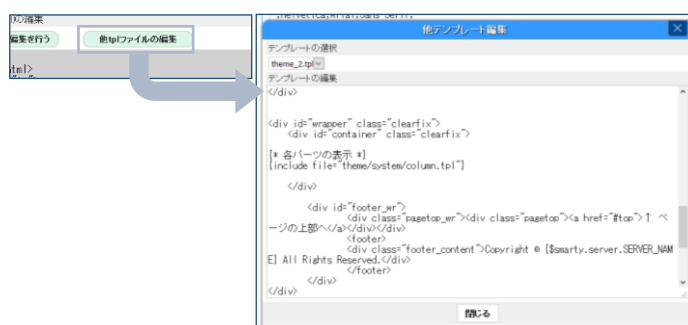 の編集
編集を行う
他tplファイルの編集
tml>
,Helvetica,Arial,Sans Serif;
他テンプレート編集
テンプレートの選択
theme_2.tpl
テンプレートの編集
</div>
<div id="wrapper" class="clearfix">
<div id="container" class="clearfix">
{* 各パーツの表示 *}
{include file="theme/system/column.tpl"}
</div>
<div id="footer_wr">
<div class="pagetop_wr"><div class="pagetop"><a href="#top">↑ ペ
ージの上部へ</a></div></div>
<footer>
<div class="footer_content">Copyright © {$smarty.server.SERVER_NAM
E} All Rights Reserved.</div>
</footer>
</div>
</div>
閉じる